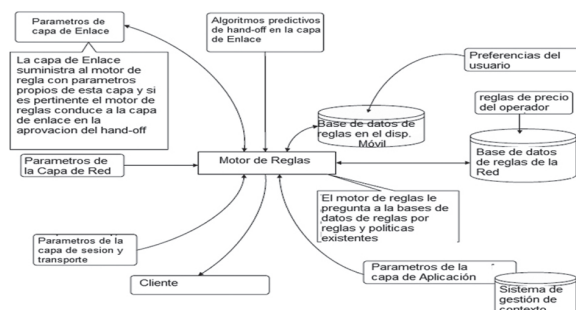 Parametros de
capa de Enlace
Algoritmos predictivos
de hand-off en la capa
de Enlace
Preferencias del
usuario
La capa de Enlace
suministra al motor de
regla con parametros
propios de esta capa y si
es pertinente el motor de
reglas conduce a la capa
de enlace en la
aprovacion del hand-off
reglas de precio
del operador
Base de datos de
reglas en el disp.
Móvil
Base de datos
de reglas de la
Red
Parametros de
la Capa de Red
Motor de Reglas
El motor de reglas le
pregunta a la bases de
datos de reglas por
reglas y politicas
existentes
Parametros de la
capa de sesion y
transporte
Parametros de la
capa de Aplicación
Cliente
Sistema de
gestión de
contexto